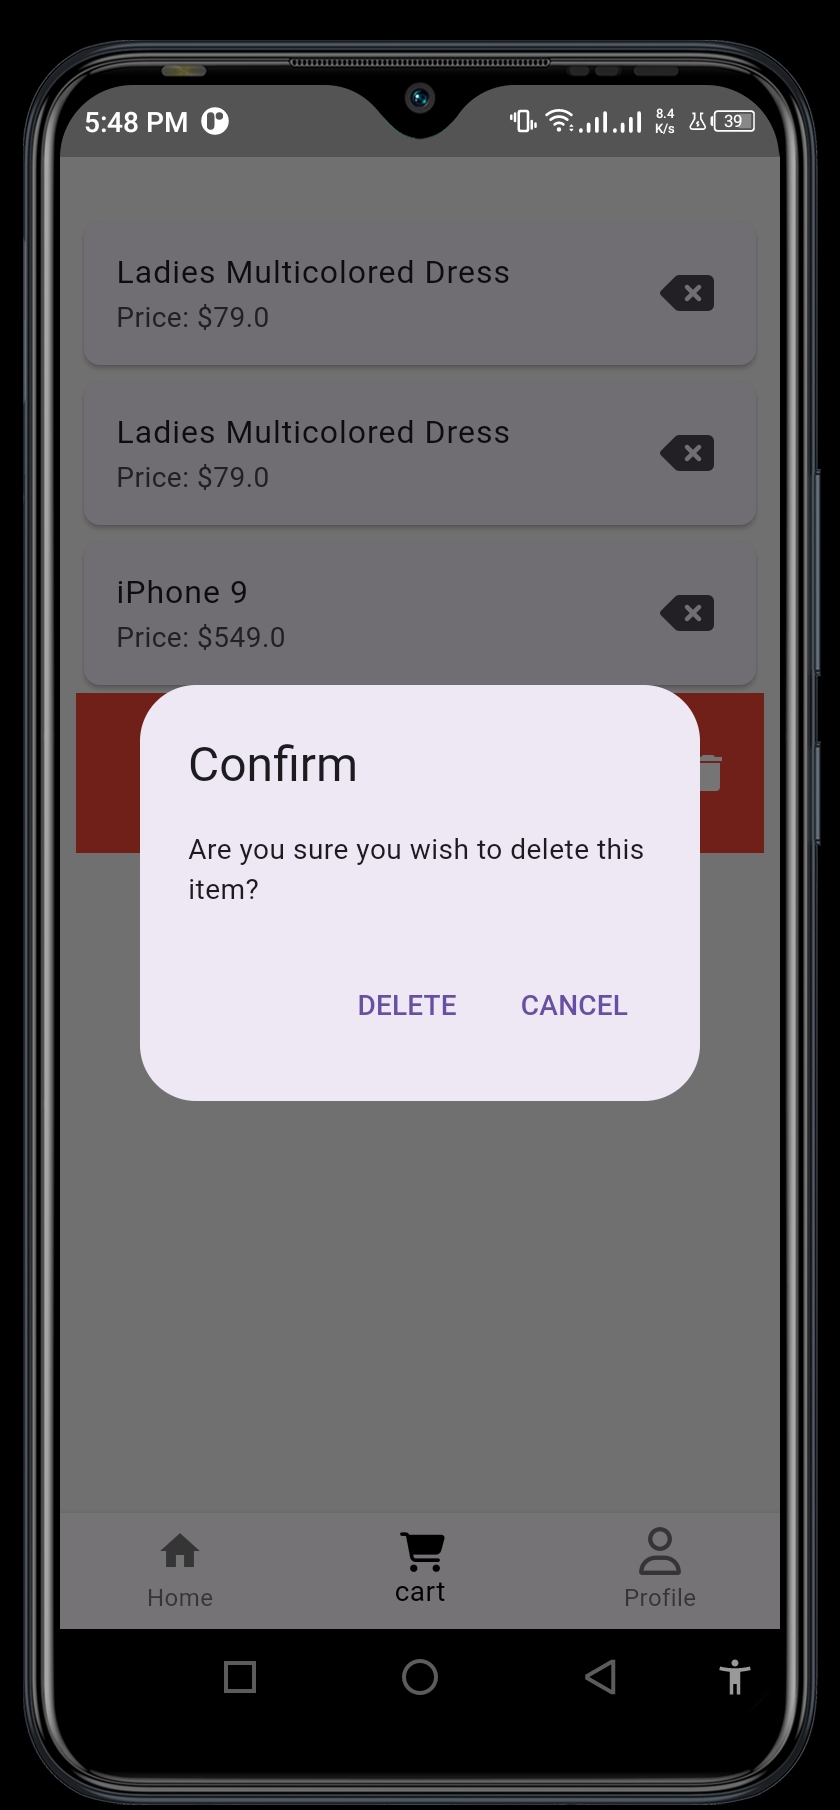 5:48 PM
8.4
K/s
39
Ladies Multicolored Dress
Price: $79.0
Ladies Multicolored Dress
Price: $79.0
iPhone 9
Price: $549.0
Confirm
Are you sure you wish to delete this
item?
DELETE CANCEL
Home cart Profile